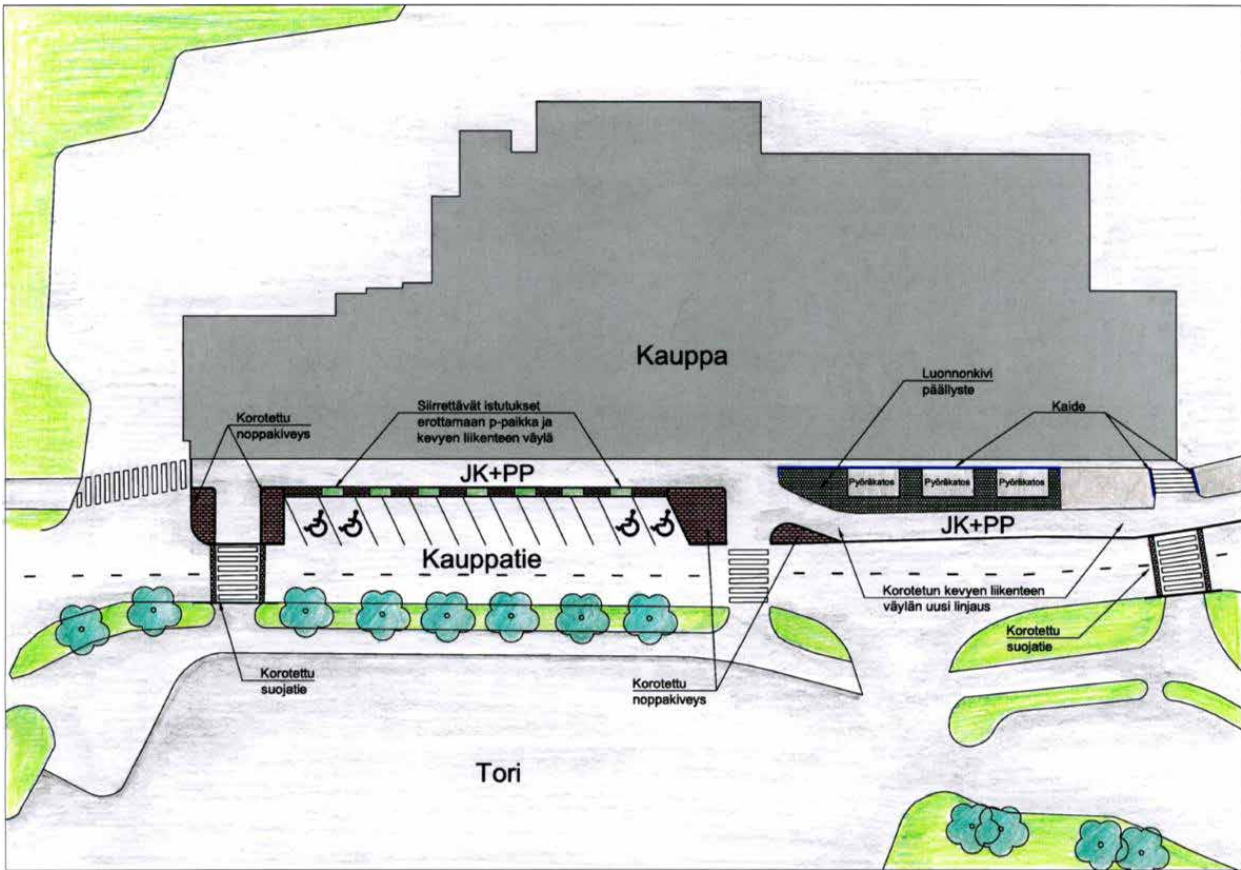 Kauppa
Luonnonkivi
päällyste
Kaide
Siirrettävät istutukset
erottamaan p-paikka ja
kevyen liikenteen väylä
Korotettu
noppakiveys
JK+PP
Pyöräkatos
Pyöräkatos
Pyöräkatos
JK+PP
Kauppatie
Korotetun kevyen liikenteen
väylän uusi linjaus
Korotettu
suojatie
Korotettu
suojatie
Korotettu
noppakiveys
Tori